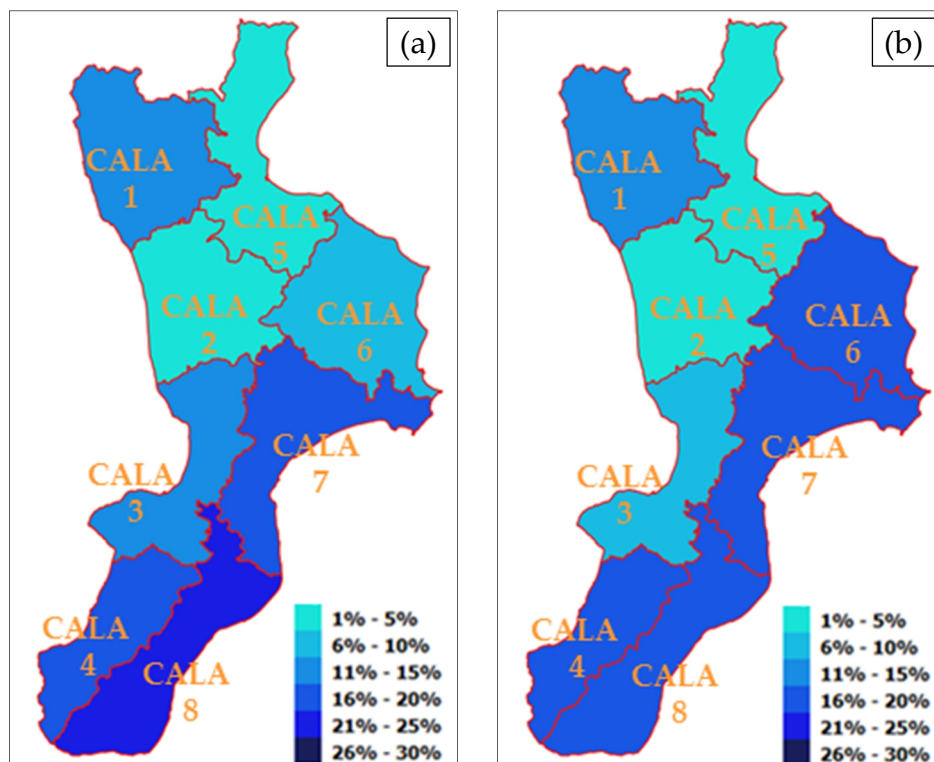 (a)
CALA
1
CALA
5
CALA
2
CALA
6
CALA
7
CALA
3
CALA
4
CALA
8
1% - 5%
6% - 10%
11% - 15%
16% - 20%
21% - 25%
26% - 30%
(b)
CALA
1
CALA
5
CALA
2
CALA
6
CALA
7
CALA
3
CALA
4
CALA
8
1% - 5%
6% - 10%
11% - 15%
16% - 20%
21% - 25%
26% - 30%